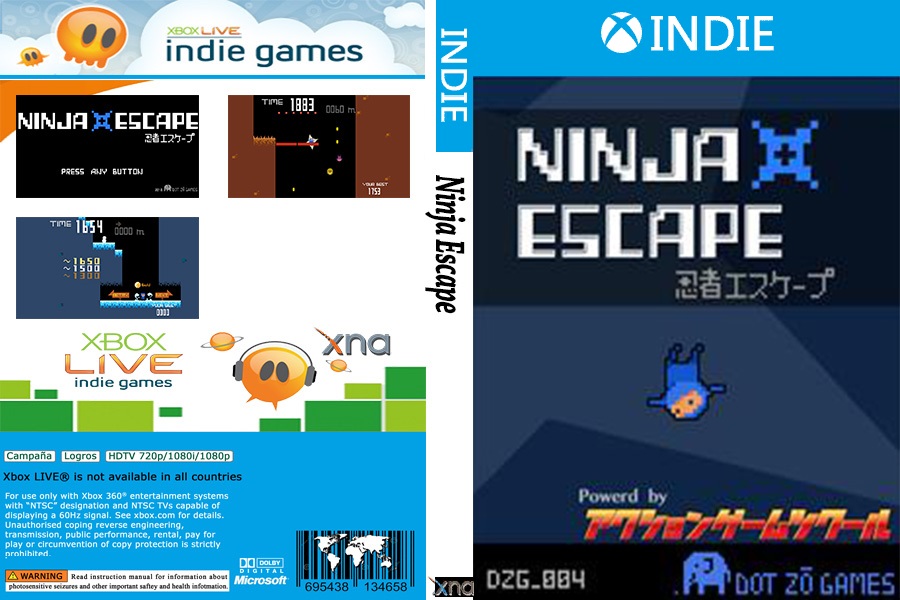 XBOX LIVE
indie games
NINJA ESCAPE
忍者エスケープ
PRESS ANY BUTTON
DOT ZŌ GAMES
TIME 1883
0060 m
YOUR BEST
1753
TIME 1654
0000 m
~1650
~1500
~1300
0003
XBOX
LIVE
indie games
xna
Campaña
Logros
HDTV 720p/1080i/1080p
Xbox LIVE® is not available in all countries
For use only with Xbox 360® entertainment systems
with “NTSC” designation and NTSC TVs capable of
displaying a 60Hz signal. See xbox.com for details.
Unauthorised coping reverse engineering,
transmission, public performance, rental, pay for
play or circumvention of copy protection is strictly
prohibited.
WARNING Read instruction manual for information about
photosensitive seizures and other important saftey and health information.
DOLBY
DIGITAL
Microsoft
695438 134658
INDIE
Ninja Escape
xna
INDIE
NINJA
ESCAPE
忍者エスケープ
Powerd by
アクションゲームツクール
DZG_004
DOT ZŌ GAMES